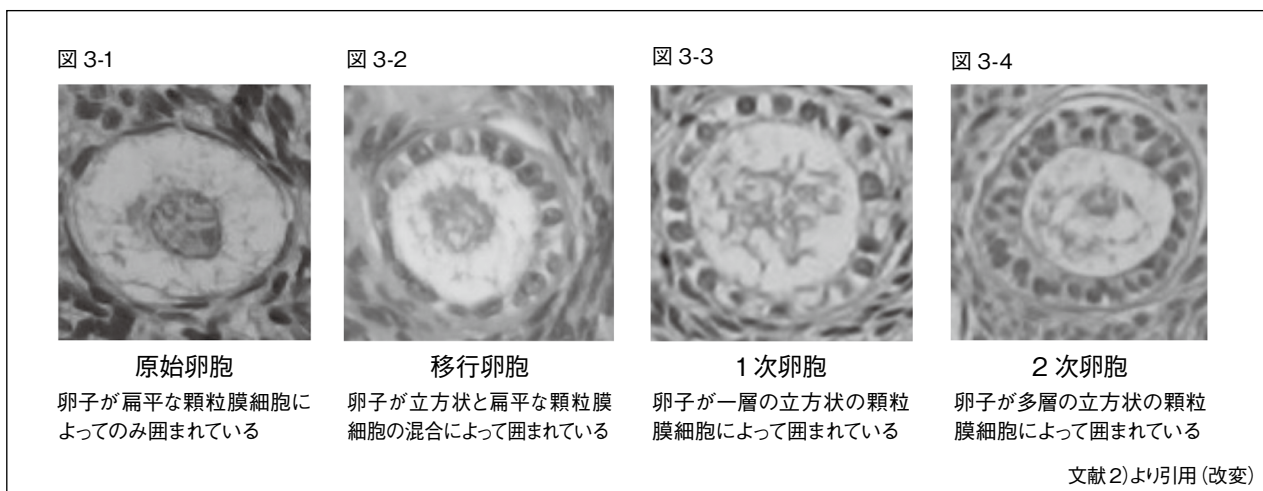 図 3-1
図 3-2
図 3-3
図 3-4
原始卵胞
卵子が扁平な顆粒膜細胞に
よってのみ囲まれている
移行卵胞
卵子が立方状と扁平な顆粒膜
細胞の混合によって囲まれている
1次卵胞
卵子が一層の立方状の顆粒
膜細胞によって囲まれている
2次卵胞
卵子が多層の立方状の顆粒
膜細胞によって囲まれている
文献2)より引用(改変)